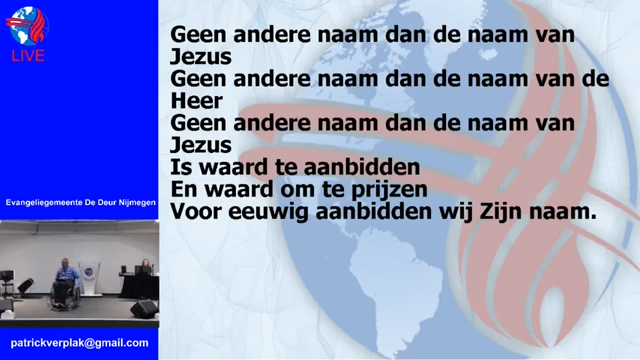 LIVE
Evangeliegemeente De Deur Nijmegen
patrickverplak@gmail.com
Geen andere naam dan de naam van
Jezus
Geen andere naam dan de naam van de
Heer
Geen andere naam dan de naam van
Jezus
Is waard te aanbidden
En waard om te prijzen
Voor eeuwig aanbidden wij Zijn naam.